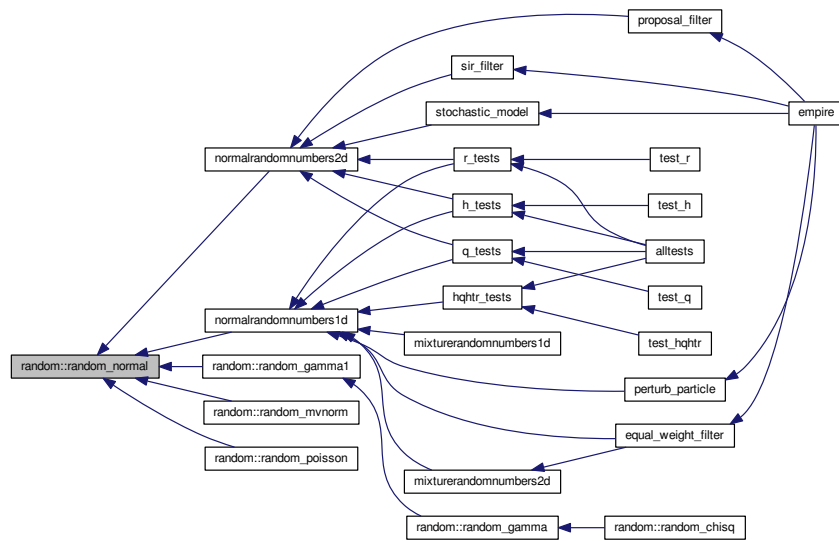 proposal_filter
sir_filter
stochastic_model
empire
normalrandomnumbers2d
r_tests
test_r
h_tests
test_h
q_tests
alltests
hqhtr_tests
test_q
normalrandomnumbers1d
mixturerandomnumbers1d
test_hqhtr
random::random_normal
random::random_gamma1
perturb_particle
random::random_mvnorm
equal_weight_filter
random::random_poisson
mixturerandomnumbers2d
random::random_gamma
random::random_chisq